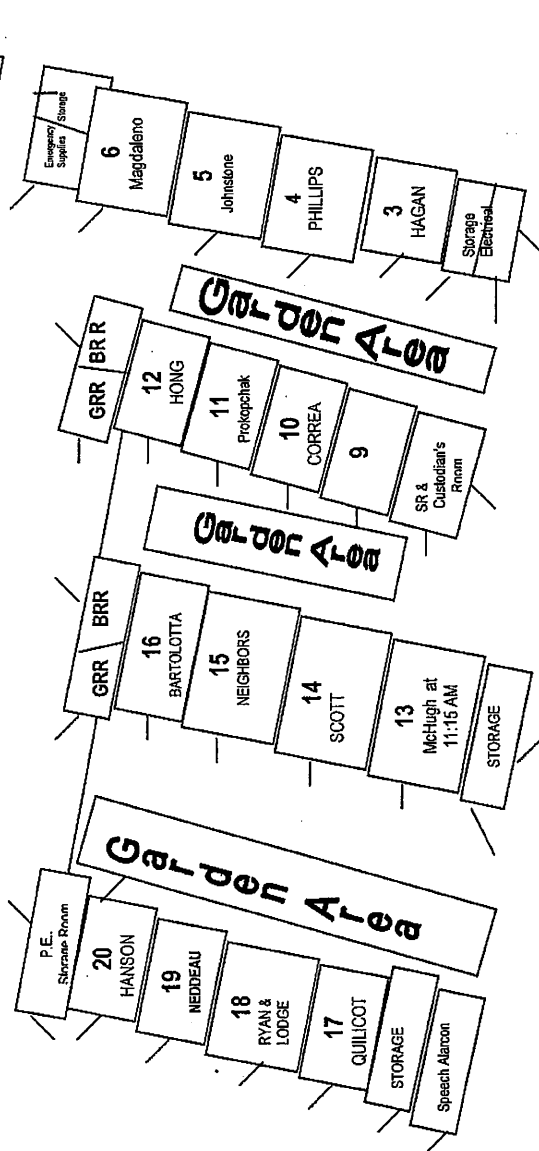 Emergency
Supplies
Storage
6
Magdaleno
5
Johnstone
4
PHILLIPS
3
HAGAN
Storage
Electrical
Garden Area
GRR
BR R
12
HONG
11
Prokopchak
10
CORREA
9
SR &
Custodian's
Room
Garden Area
GRR
BRR
16
BARTOLOTTA
15
NEIGHBORS
14
SCOTT
13
McHugh at
11:15 AM
STORAGE
Garden Area
P.E.
Storage Room
20
HANSON
19
NEDDEAU
18
RYAN &
LODGE
17
QUILICOT
STORAGE
Speech Alarcon